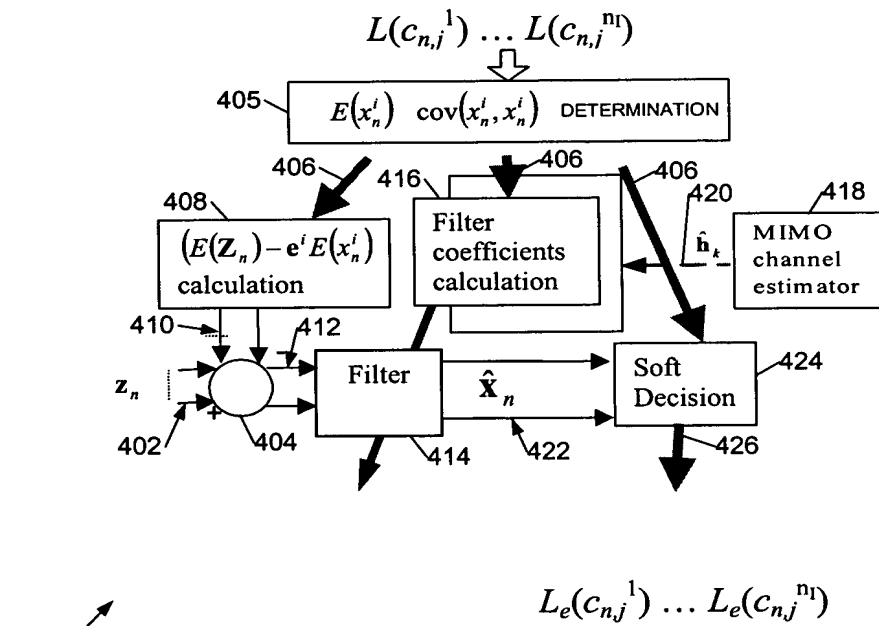 L(c_{n,j}^1) … L(c_{n,j}^{n_I})
405
E(x_n^i) cov(x_n^i, x_n^i) DETERMINATION
406
406
406
416
420
418
408
(E(Z_n) – e^i E(x_n^i)
calculation
Filter
coefficients
calculation
ĥ_k
MIMO
channel
estimator
410
412
–
z_n
+
402
404
Filter
414
X̂_n
422
Soft
Decision
424
426
L_e(c_{n,j}^1) … L_e(c_{n,j}^{n_I})